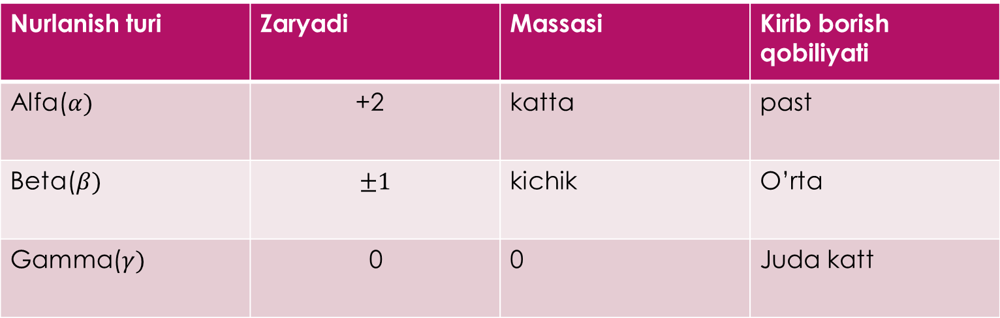 Nurlanish turi Zaryadi Massasi Kirib borish
qobiliyati
Alfa(𝛼) +2 katta past
Beta(𝛽) ±1 kichik O’rta
Gamma(𝛾) 0 0 Juda katt